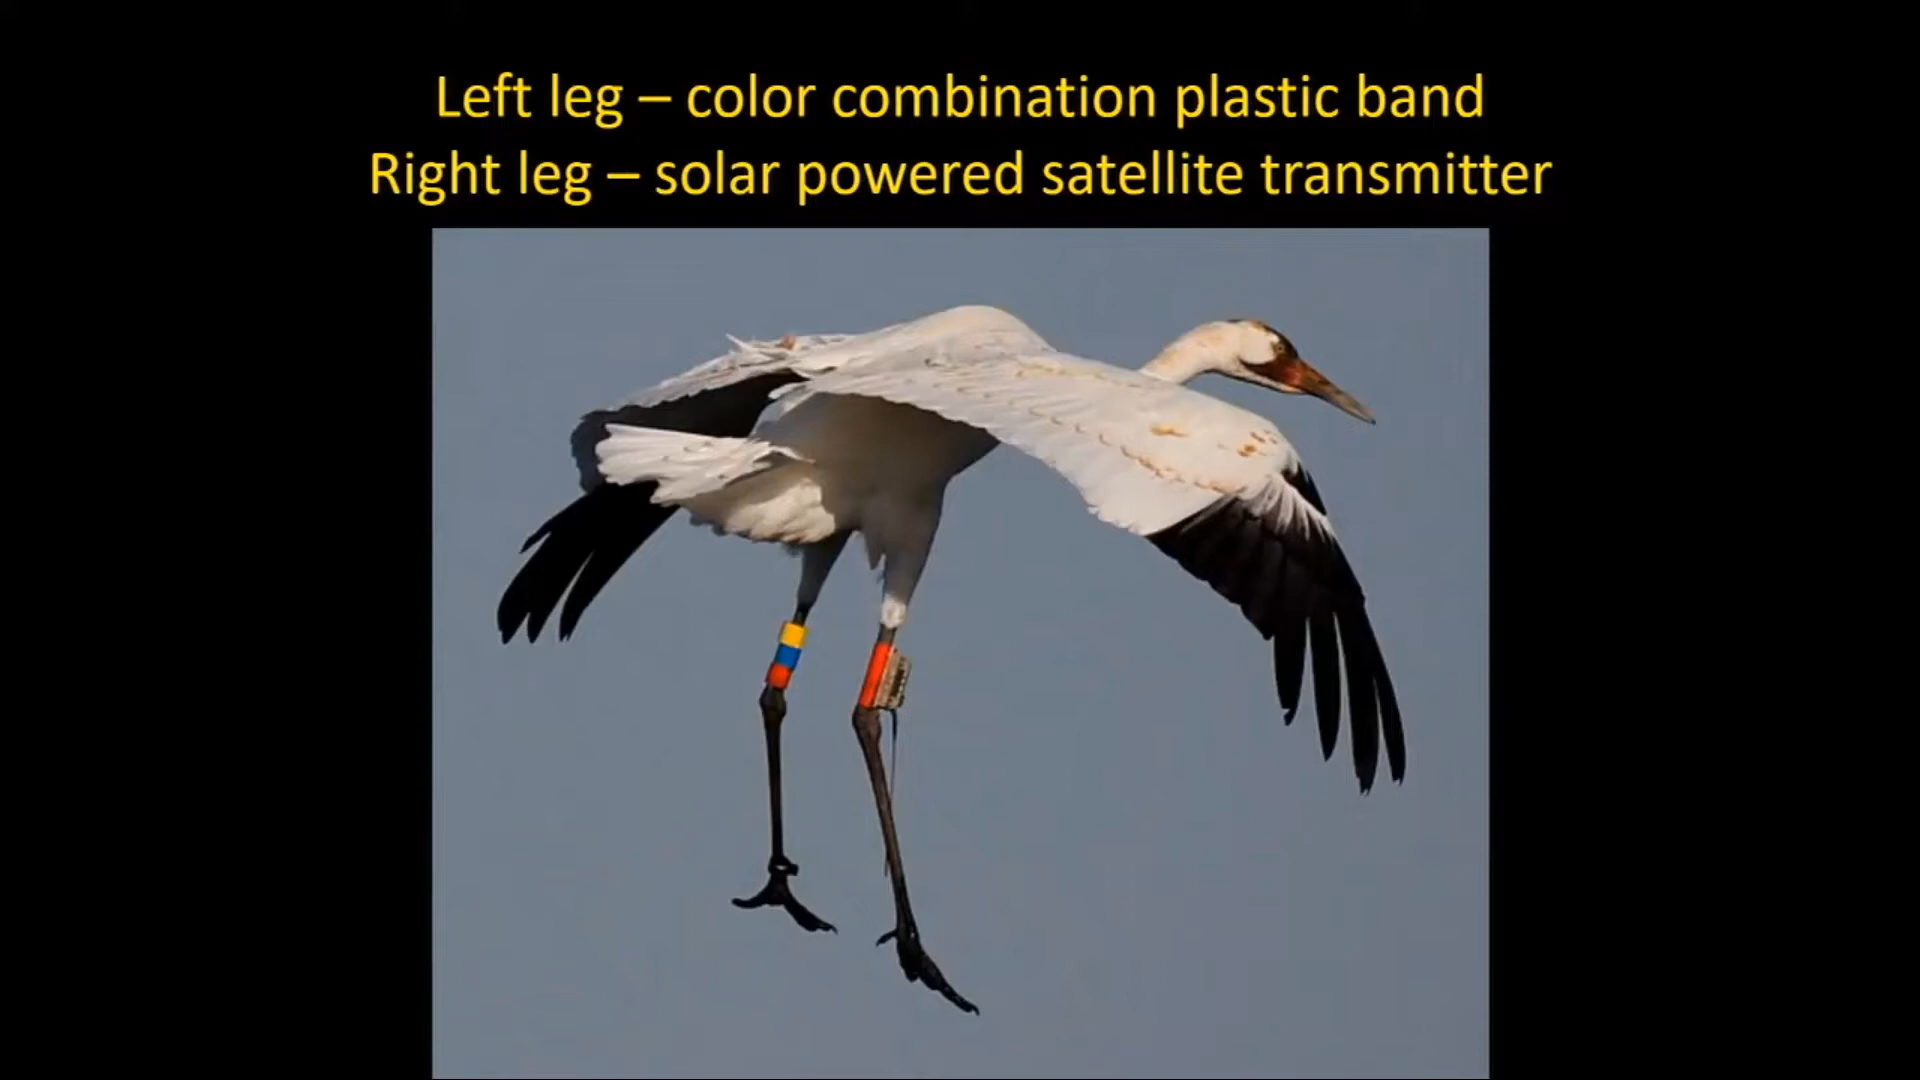 Left leg – color combination plastic band
Right leg – solar powered satellite transmitter